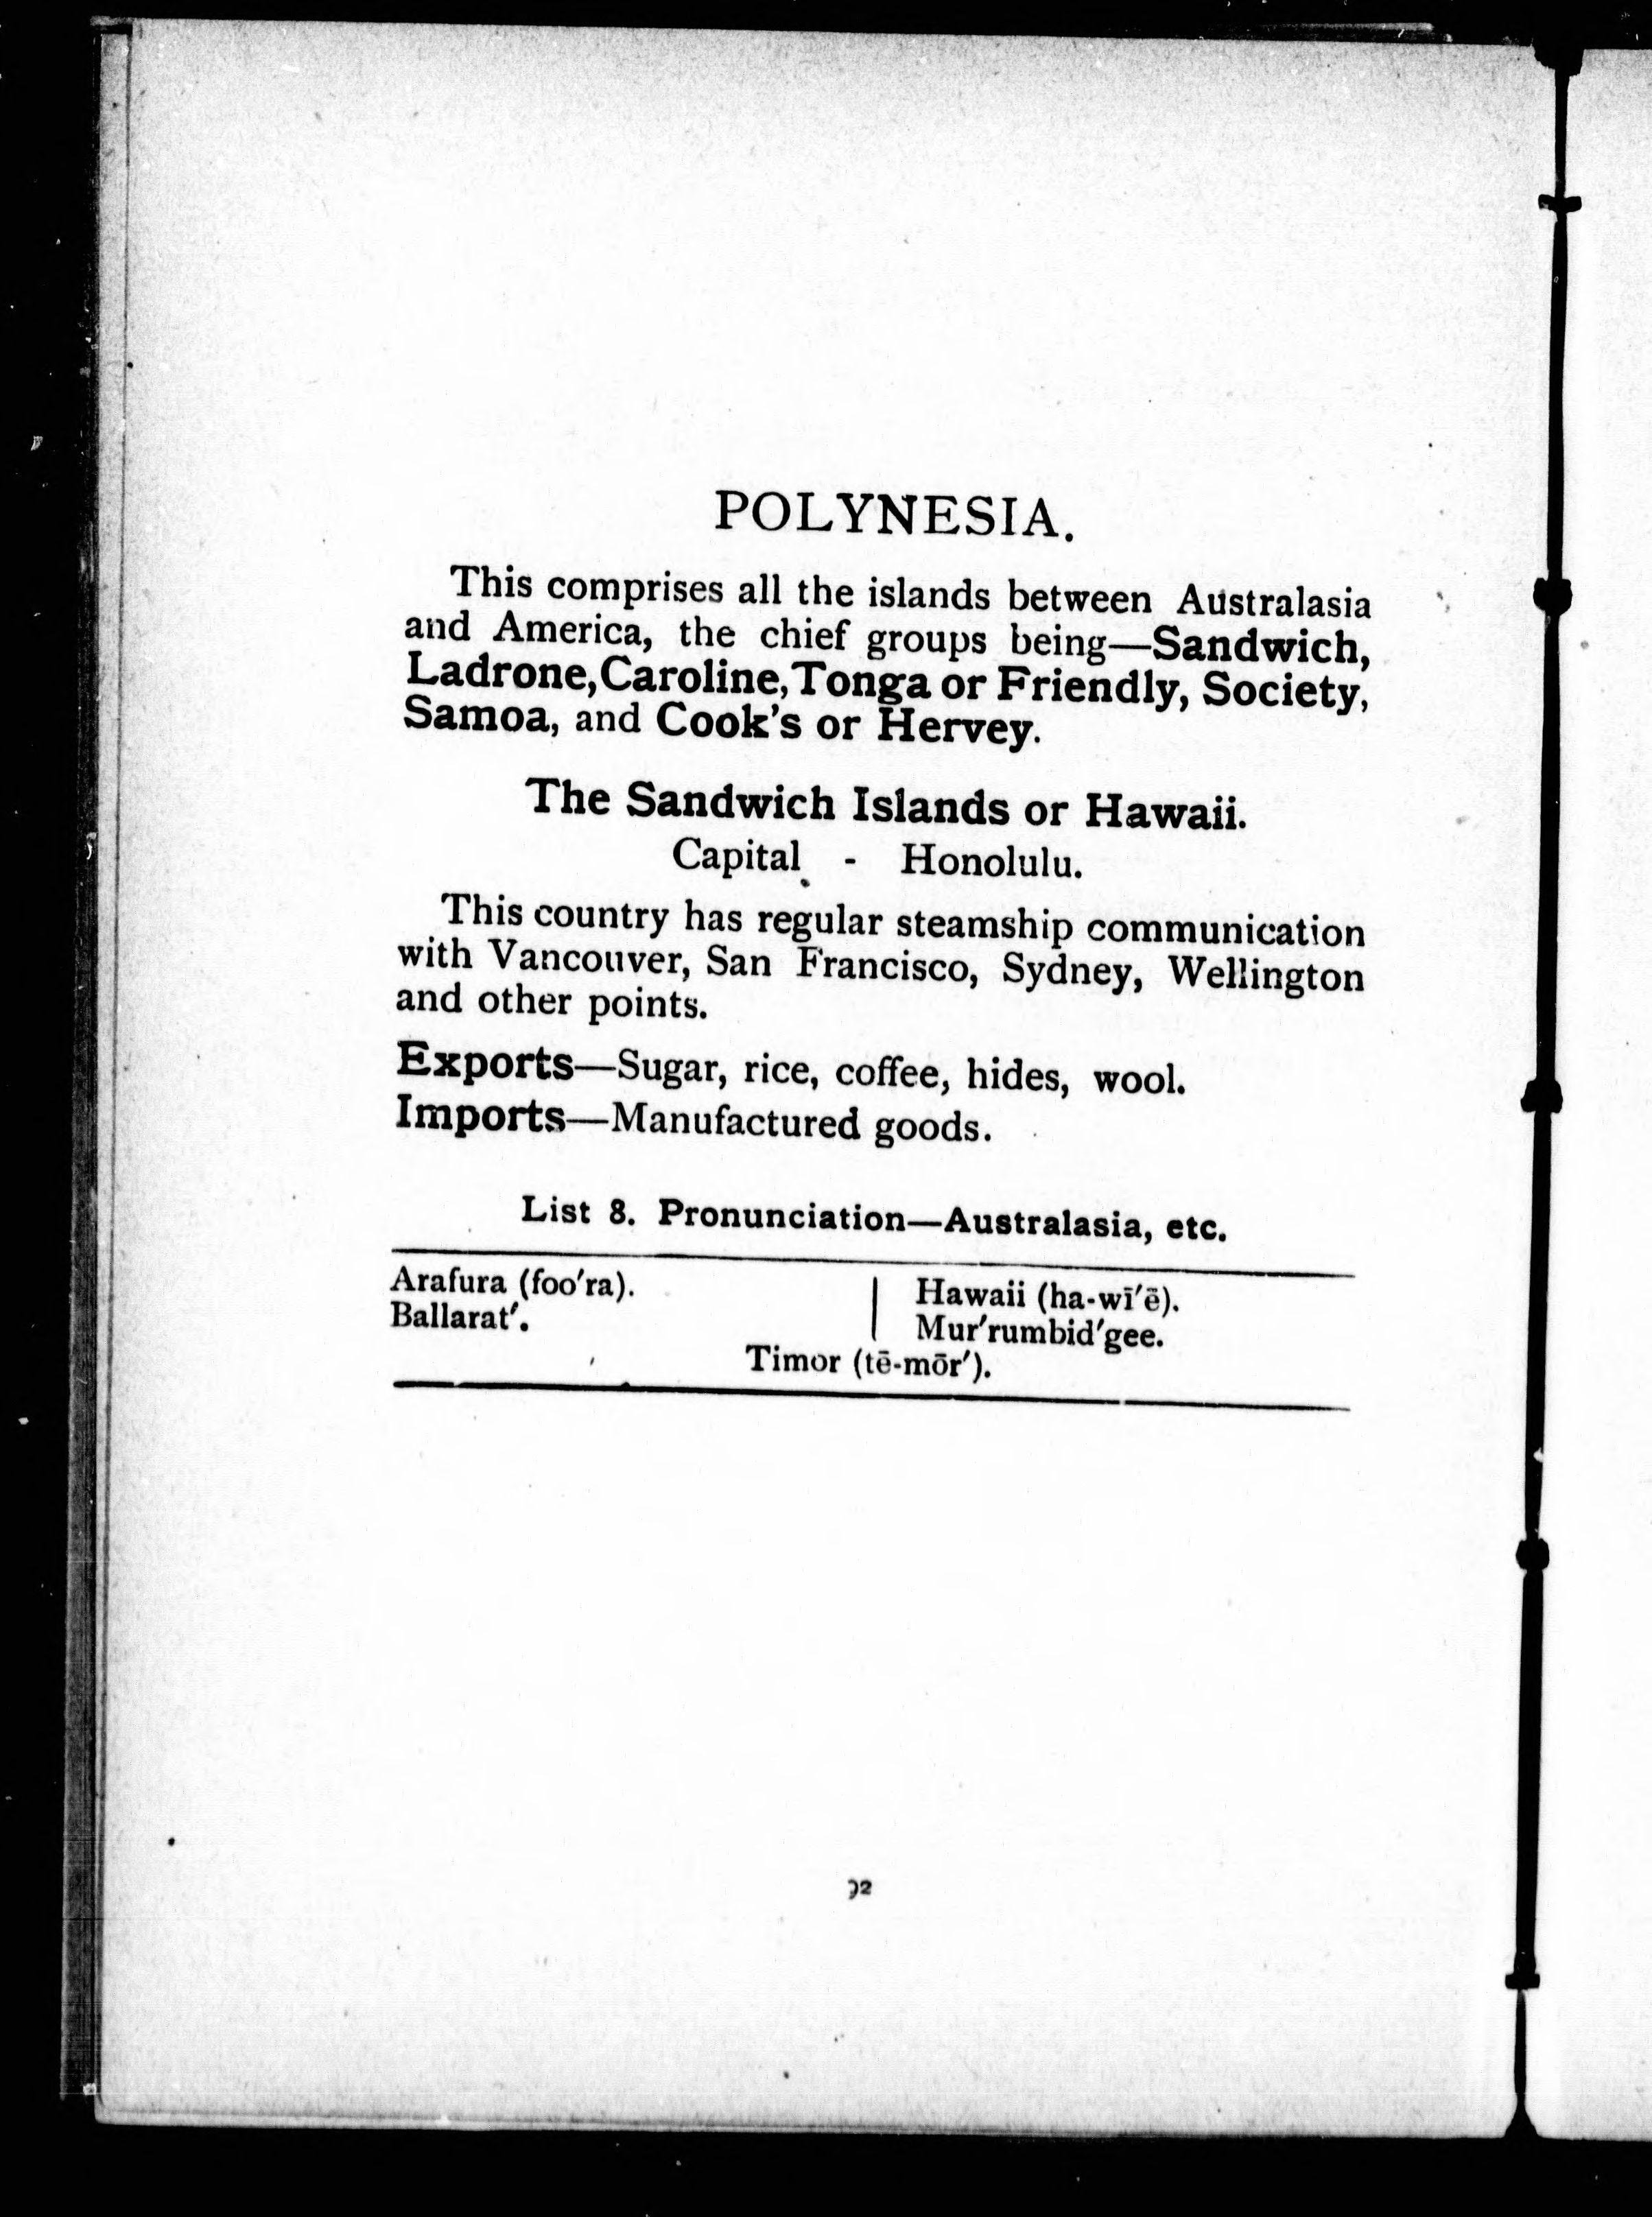 POLYNESIA.
This comprises all the islands between Australasia
and America, the chief groups being—Sandwich,
Ladrone, Caroline, Tonga or Friendly, Society,
Samoa, and Cook's or Hervey.
The Sandwich Islands or Hawaii.
Capital - Honolulu.
This country has regular steamship communication
with Vancouver, San Francisco, Sydney, Wellington
and other points.
Exports—Sugar, rice, coffee, hides, wool.
Imports—Manufactured goods.
List 8. Pronunciation—Australasia, etc.
Arafura (foo′ra).
Ballarat′.
Hawaii (ha-wī′ē).
Mur′rumbid′gee.
Timor (tē-mōr′).
92